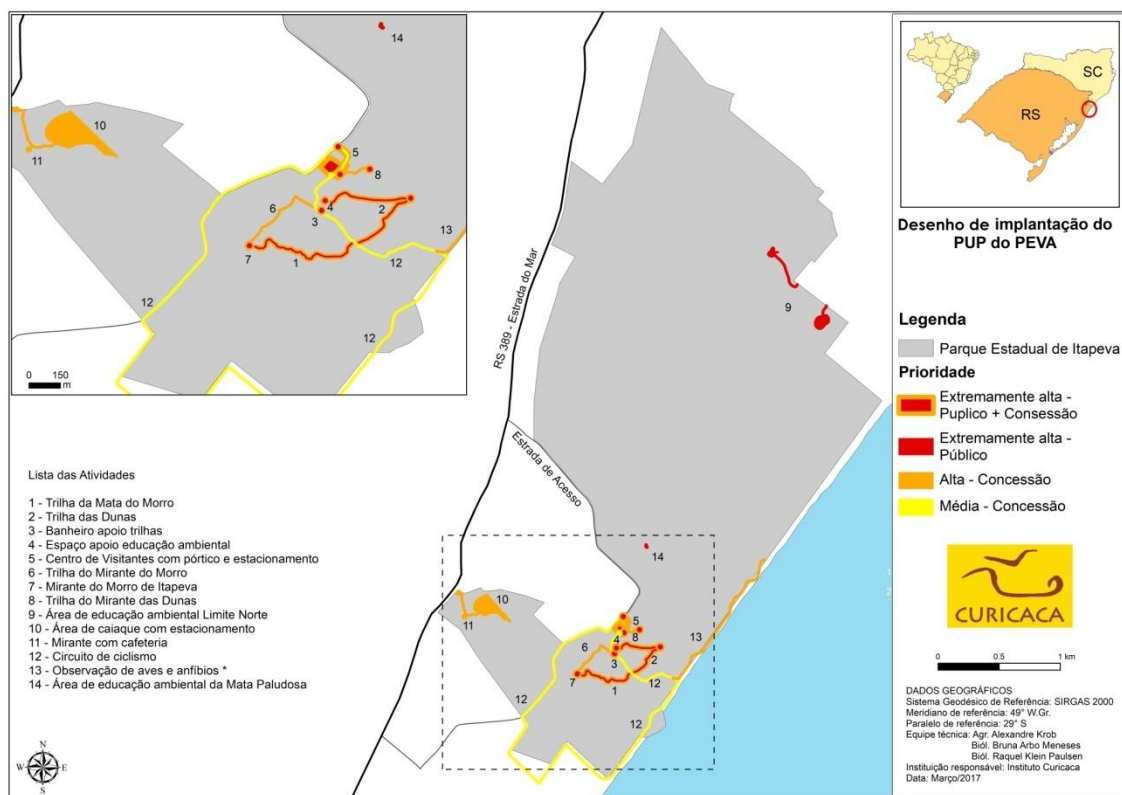 14
10
11
5
8
6
4
3
2
7
1
12
13
12
12
0 150
m
Lista das Atividades
1 - Trilha da Mata do Morro
2 - Trilha das Dunas
3 - Banheiro apoio trilhas
4 - Espaço apoio educação ambiental
5 - Centro de Visitantes com pórtico e estacionamento
6 - Trilha do Mirante do Morro
7 - Mirante do Morro de Itapeva
8 - Trilha do Mirante das Dunas
9 - Área de educação ambiental Limite Norte
10 - Área de caiaque com estacionamento
11 - Mirante com cafeteria
12 - Circuito de ciclismo
13 - Observação de aves e anfíbios *
14 - Área de educação ambiental da Mata Paludosa
N
W E
S
RS 389 - Estrada do Mar
Estrada de Acesso
9
14
10
11
5
4
8
6
3
2
7
1
12
13
12
12
1
2
SC
RS
Desenho de implantação do
PUP do PEVA
Legenda
Parque Estadual de Itapeva
Prioridade
Extremamente alta -
Puplico + Consessão
Extremamente alta -
Público
Alta - Concessão
Média - Concessão
CURICACA
0 0.5 1 km
DADOS GEOGRÁFICOS
Sistema Geodésico de Referência: SIRGAS 2000
Meridiano de referência: 49° W.Gr.
Paralelo de referência: 29° S
Equipe técnica: Agr. Alexandre Krob
Biól. Bruna Arbo Meneses
Biól. Raquel Klein Paulsen
Instituição responsável: Instituto Curicaca
Data: Março/2017